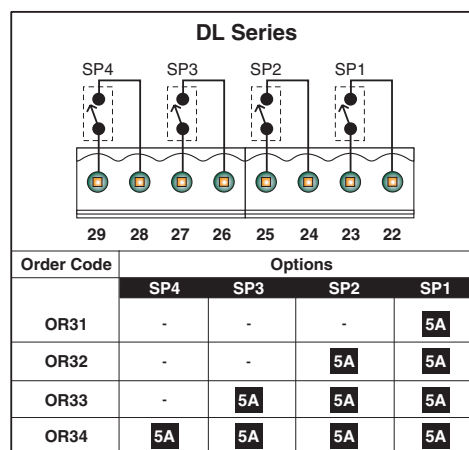 DL Series
SP4 SP3 SP2 SP1
29 28 27 26 25 24 23 22
Order Code Options
SP4 SP3 SP2 SP1
OR31 - - - 5A
OR32 - - 5A 5A
OR33 - 5A 5A 5A
OR34 5A 5A 5A 5A